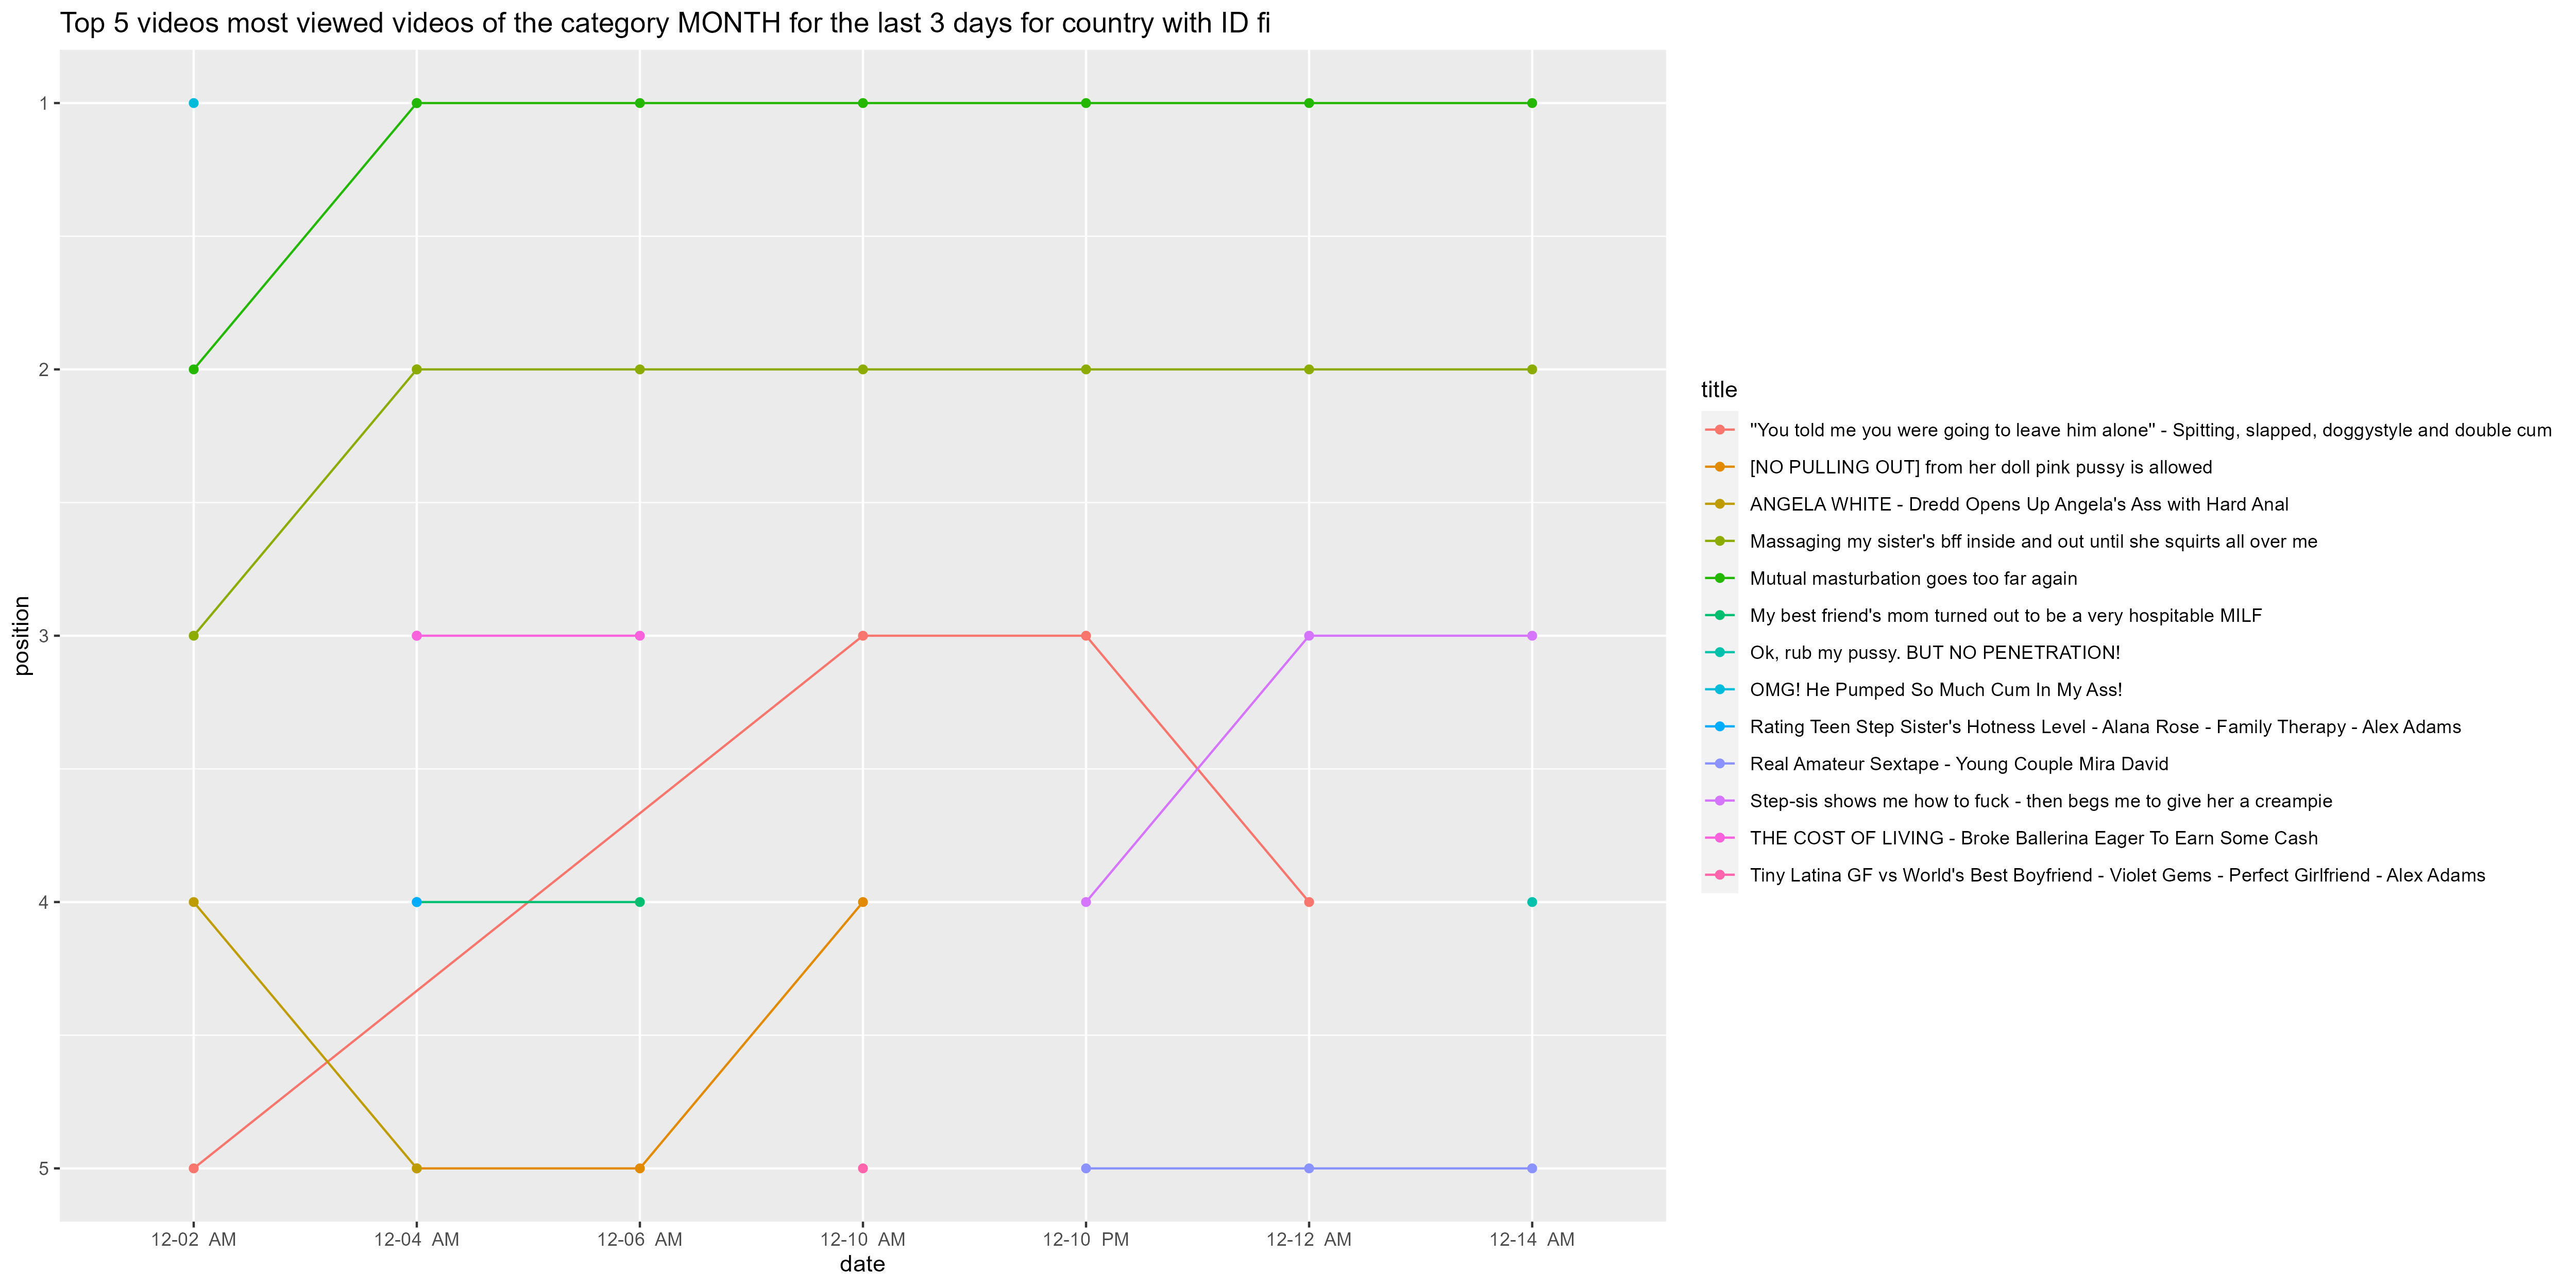 Top 5 videos most viewed videos of the category MONTH for the last 3 days for country with ID fi
1
2
3
4
5
position
12-02 AM
12-04 AM
12-06 AM
12-10 AM
12-10 PM
12-12 AM
12-14 AM
date
title
"You told me you were going to leave him alone" - Spitting, slapped, doggystyle and double cum
[NO PULLING OUT] from her doll pink pussy is allowed
ANGELA WHITE - Dredd Opens Up Angela's Ass with Hard Anal
Massaging my sister's bff inside and out until she squirts all over me
Mutual masturbation goes too far again
My best friend's mom turned out to be a very hospitable MILF
Ok, rub my pussy. BUT NO PENETRATION!
OMG! He Pumped So Much Cum In My Ass!
Rating Teen Step Sister's Hotness Level - Alana Rose - Family Therapy - Alex Adams
Real Amateur Sextape - Young Couple Mira David
Step-sis shows me how to fuck - then begs me to give her a creampie
THE COST OF LIVING - Broke Ballerina Eager To Earn Some Cash
Tiny Latina GF vs World's Best Boyfriend - Violet Gems - Perfect Girlfriend - Alex Adams